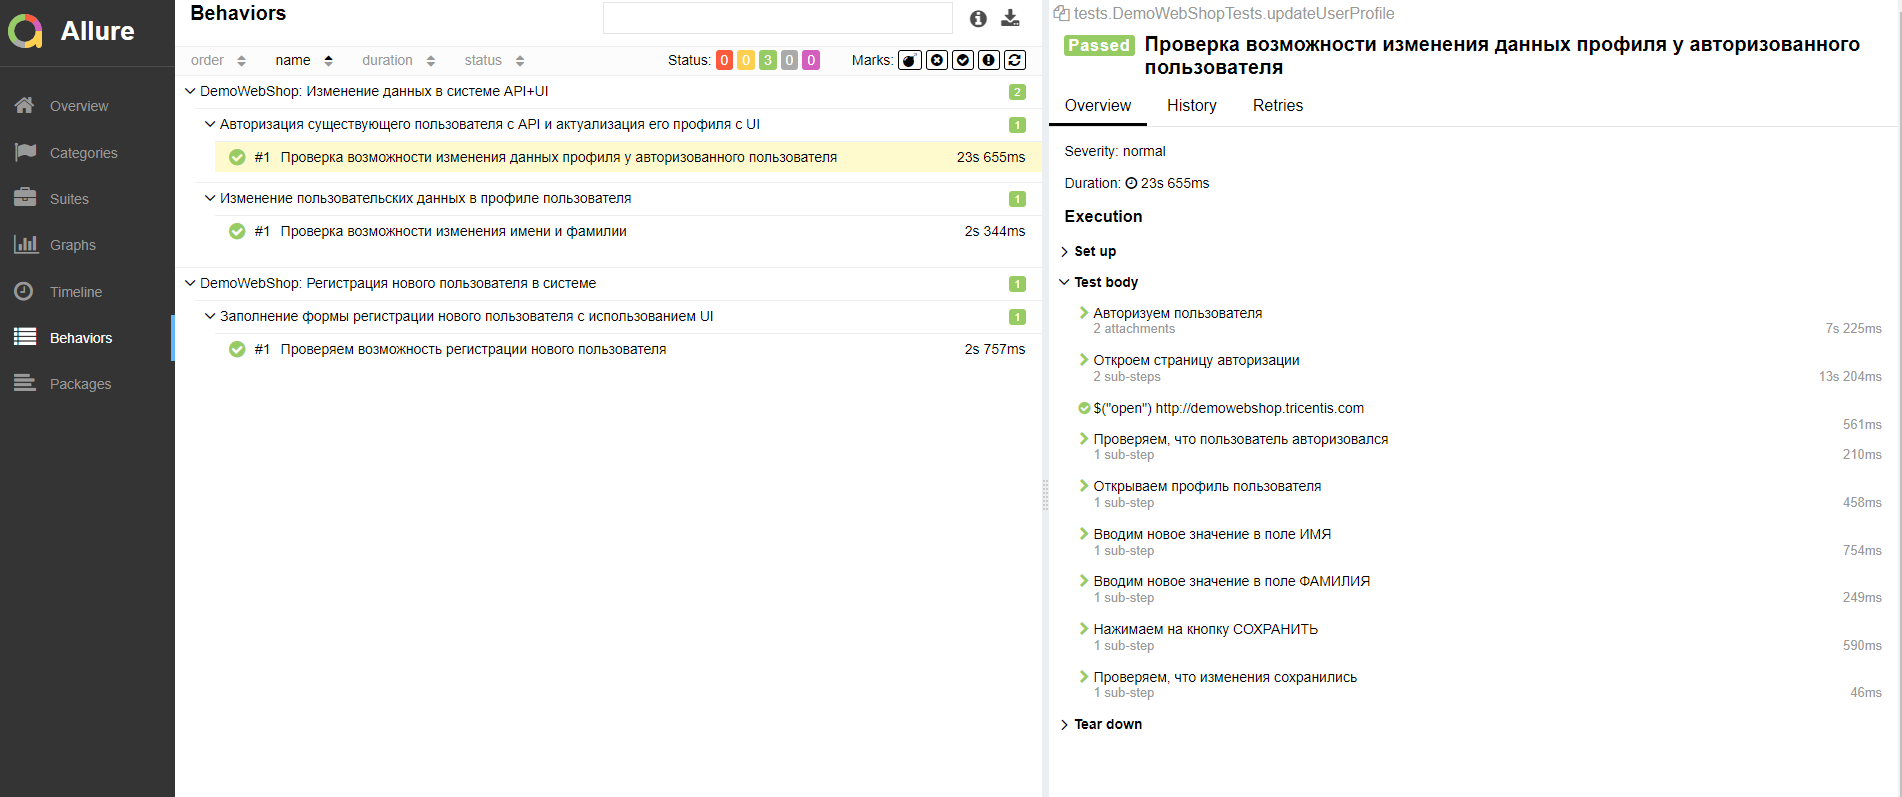 Allure
Overview
Categories
Suites
Graphs
Timeline
Behaviors
Packages
Behaviors
order name duration status Status: 0 0 3 0 0 Marks:
DemoWebShop: Изменение данных в системе API+UI 2
Авторизация существующего пользователя с API и актуализация его профиля с UI 1
#1 Проверка возможности изменения данных профиля у авторизованного пользователя 23s 655ms
Изменение пользовательских данных в профиле пользователя 1
#1 Проверка возможности изменения имени и фамилии 2s 344ms
DemoWebShop: Регистрация нового пользователя в системе 1
Заполнение формы регистрации нового пользователя с использованием UI 1
#1 Проверяем возможность регистрации нового пользователя 2s 757ms
tests.DemoWebShopTests.updateUserProfile
Passed Проверка возможности изменения данных профиля у авторизованного
пользователя
Overview History Retries
Severity: normal
Duration: 23s 655ms
Execution
Set up
Test body
Авторизуем пользователя
2 attachments 7s 225ms
Откроем страницу авторизации
2 sub-steps 13s 204ms
$("open") http://demowebshop.tricentis.com
561ms
Проверяем, что пользователь авторизовался
1 sub-step 210ms
Открываем профиль пользователя
1 sub-step 458ms
Вводим новое значение в поле ИМЯ
1 sub-step 754ms
Вводим новое значение в поле ФАМИЛИЯ
1 sub-step 249ms
Нажимаем на кнопку СОХРАНИТЬ
1 sub-step 590ms
Проверяем, что изменения сохранились
1 sub-step 46ms
Tear down